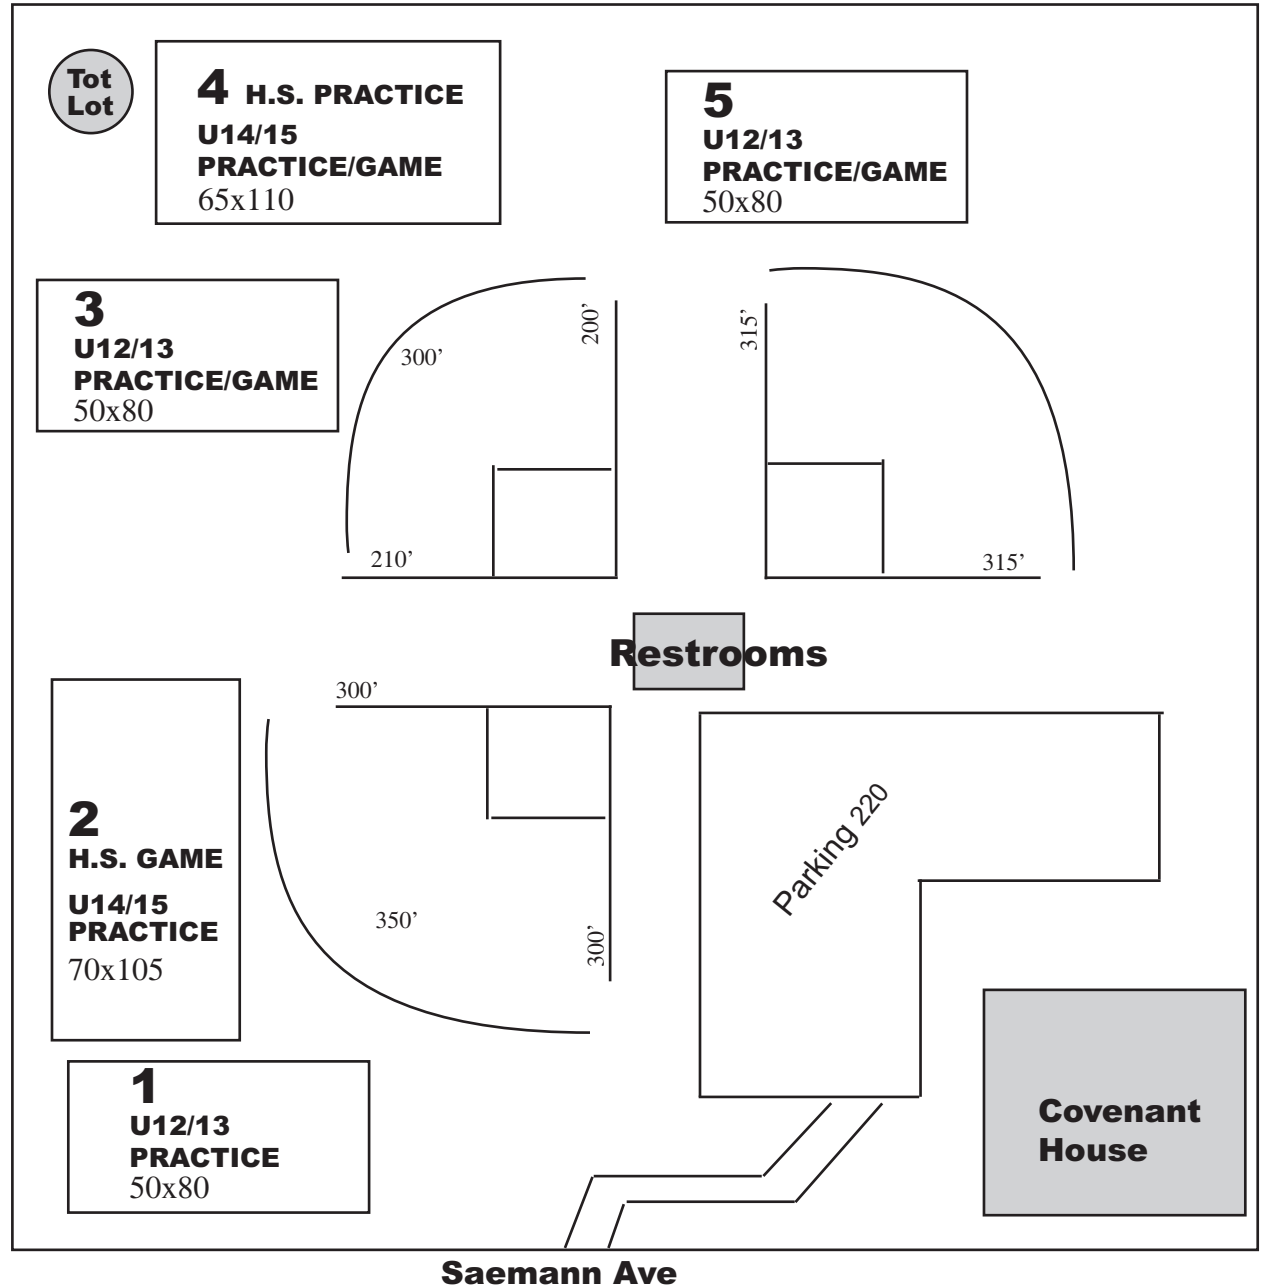 Tot
Lot
4 H.S. PRACTICE
U14/15
PRACTICE/GAME
65x110
5
U12/13
PRACTICE/GAME
50x80
3
U12/13
PRACTICE/GAME
50x80
300’
200’
210’
315’
315’
Restrooms
300’
350’
300’
2
H.S. GAME
U14/15
PRACTICE
70x105
Parking 220
1
U12/13
PRACTICE
50x80
Covenant
House
Saemann Ave